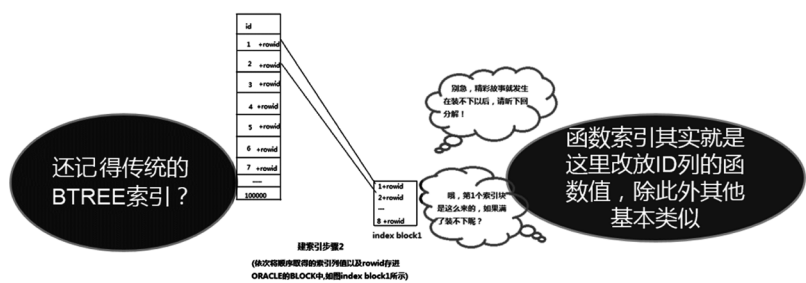 还记得传统的
BTREE索引？
id
1 +rowid
2 +rowid
3 +rowid
4 +rowid
5 +rowid
6 +rowid
7 +rowid
----
100000
1+rowid
2+rowid
---
8 +rowid
index block1
建索引步骤2
(依次将顺序取得的索引列值以及rowid存进
ORACLE的BLOCK中,如图index block1所示)
别急，精彩故事就发生
在装不下以后，请听下回
分解！
哦，第1个索引块
是这么来的，如果满
了装不下呢？
函数索引其实就是
这里改放ID列的函
数值，除此外其他
基本类似